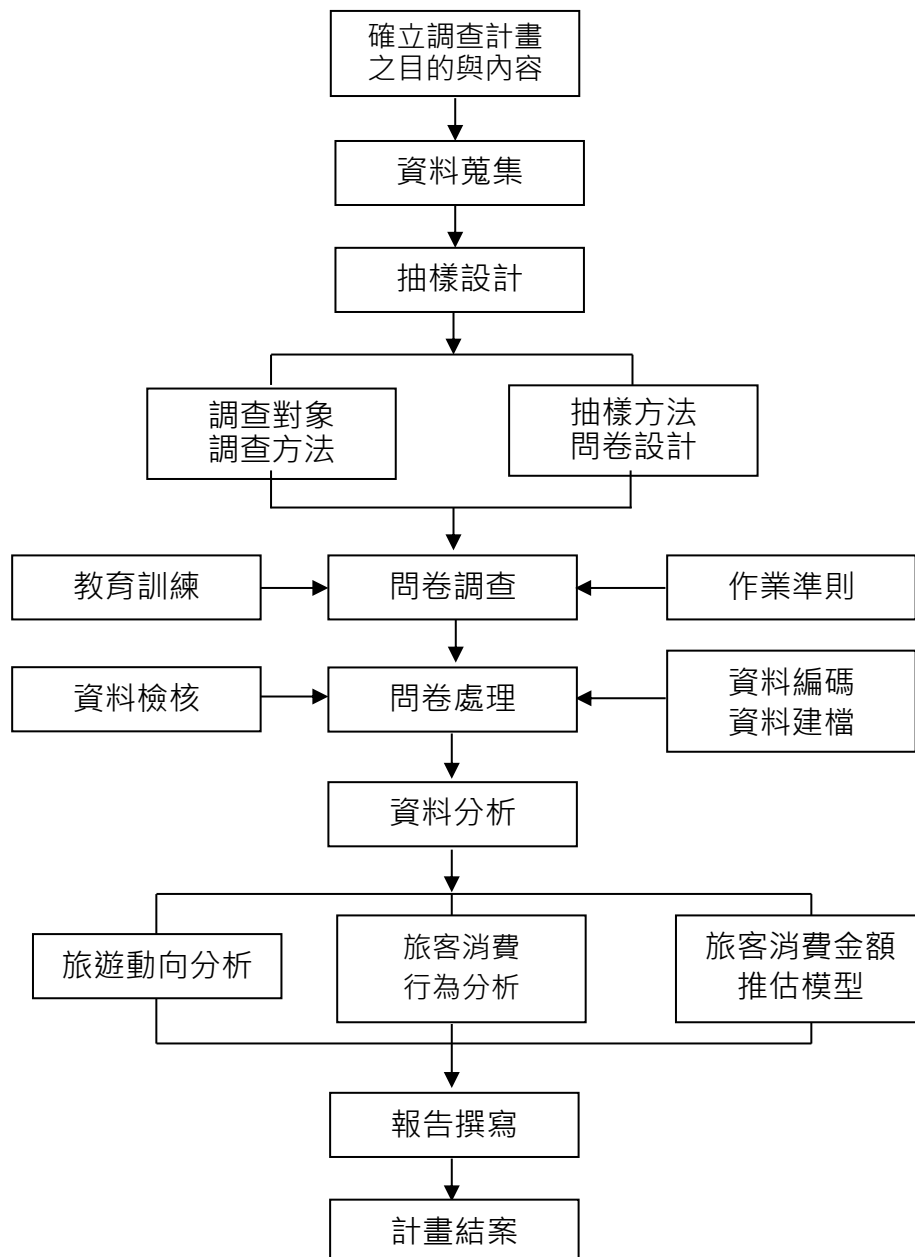 確立調查計畫
之目的與內容
資料蒐集
抽樣設計
調查對象
調查方法
抽樣方法
問卷設計
教育訓練
問卷調查
作業準則
資料檢核
問卷處理
資料編碼
資料建檔
資料分析
旅遊動向分析
旅客消費
行為分析
旅客消費金額
推估模型
報告撰寫
計畫結案